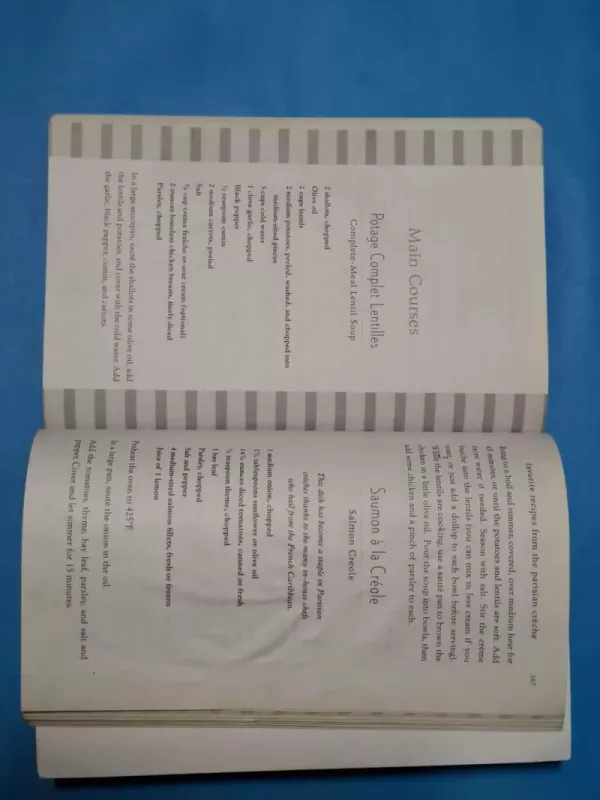 Main Courses
Potage Complet Lentilles
Complete-Meal Lentil Soup
2 shallots, chopped
Olive oil
2 cups lentils
2 medium potatoes, peeled, washed, and chopped into
medium-sized pieces
5 cups cold water
1 clove garlic, chopped
Black pepper
½ teaspoon cumin
2 medium carrots, peeled
Salt
crème fraîche or sour cream (optional)
2 ounces boneless chicken breasts, finely diced
Parsley, chopped
In a large saucepan, sauté the shallots in some olive oil, add
the lentils and potatoes, and cover with the cold water. Add
the garlic, black pepper, cumin, and carrots.
favorite recipes from the parisian crèche 267
Bring to a boil and simmer, covered, over medium heat for
45 minutes, or until the potatoes and lentils are soft. Add
more water if needed. Season with salt. Stir the crème
fraîche into the lentils (you can mix in less cream if you
want, or just add a dollop to each bowl before serving).
While the lentils are cooking, use a sauté pan to brown the
chicken in a little olive oil. Pour the soup into bowls, then
add some chicken and a pinch of parsley to each.
Saumon à la Créole
Salmon Creole
This dish has become a staple in Parisian
crèches thanks to the many in-house chefs
who hail from the French Caribbean.
1 medium onion, chopped
1½ tablespoons sunflower or olive oil
14½ ounces diced tomatoes, canned or fresh
teaspoon thyme, chopped
1 bay leaf
Parsley, chopped
Salt and pepper
4 medium-sized salmon fillets, fresh or frozen
Juice of 1 lemon
Preheat the oven to 425°F.
In a large pan, sauté the onion in the oil.
Add the tomatoes, thyme, bay leaf, parsley, and salt and
pepper. Cover and let simmer for 15 minutes.